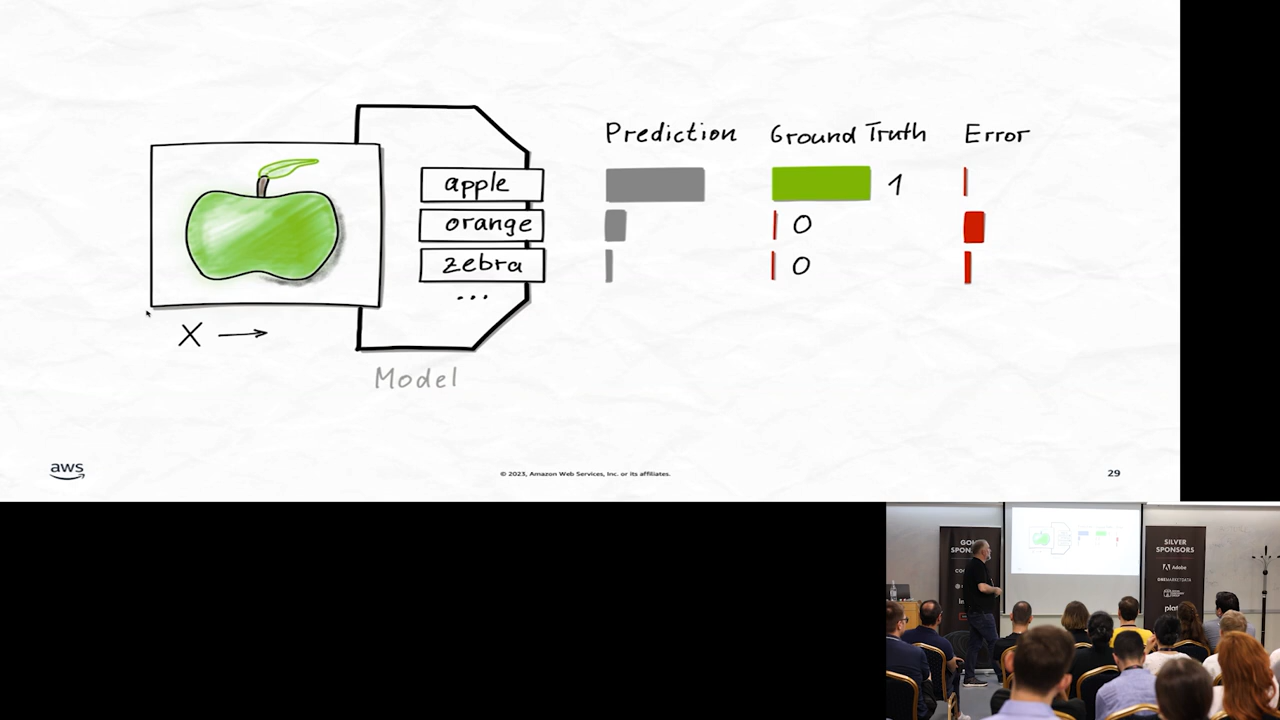 Prediction Ground Truth Error
apple 1
orange 0
zebra 0
...
X →
Model
aws
© 2023, Amazon Web Services, Inc. or its affiliates.
29
SILVER
SPONSORS
Adobe